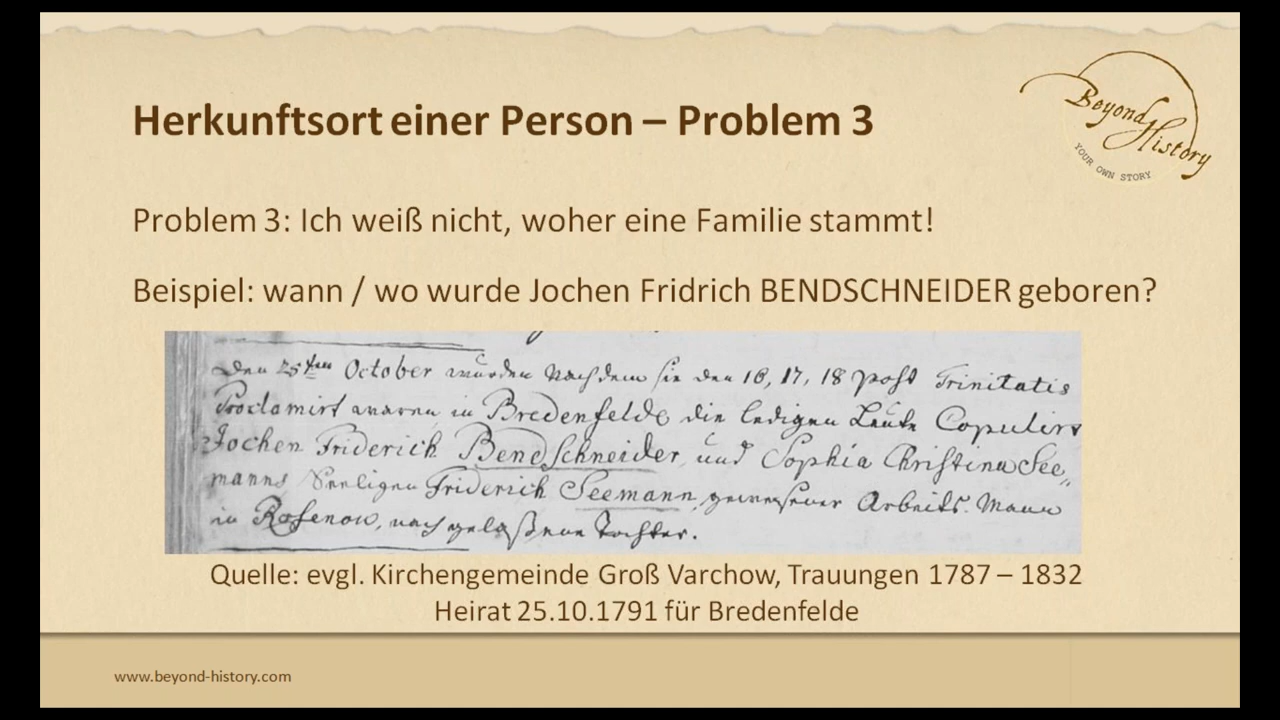 Herkunftsort einer Person – Problem 3
Beyond
History
YOUR OWN STORY
Problem 3: Ich weiß nicht, woher eine Familie stammt!
Beispiel: wann / wo wurde Jochen Fridrich BENDSCHNEIDER geboren?
Den 25ten October wurden nachdem sie den 16, 17, 18 post Trinitatis
Proclamirt waren in Bredenfelde die ledigen Leute Copulirt
Jochen Friderich Bendschneider, und Sophia Christina See„
manns Seeligen Friderich Seemann, gewesener Arbeits Mann
in Rosenow, nachgelaßene Tochter.
Quelle: evgl. Kirchengemeinde Groß Varchow, Trauungen 1787 – 1832
Heirat 25.10.1791 für Bredenfelde
www.beyond-history.com